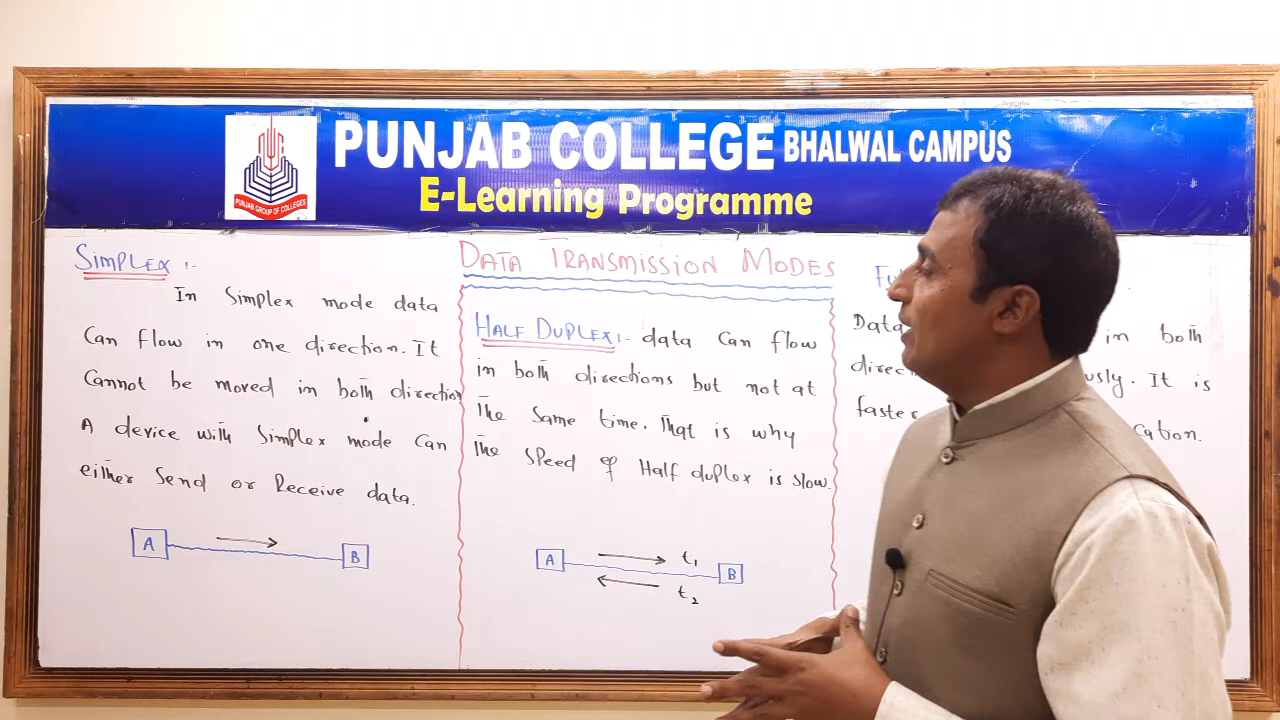 PUNJAB COLLEGE BHALWAL CAMPUS
E-Learning Programme
PUNJAB GROUP OF COLLEGES
DATA TRANSMISSION MODES
SIMPLEX :-
In Simplex mode data
Can flow in one direction. It
Cannot be moved in both direction
A device with Simplex mode Can
either Send or Receive data.
A B
HALF DUPLEX:- data Can flow
in both directions but not at
The Same time. That is why
The Speed of Half duplex is slow.
A t1 B
t2
Data in both
It is
faster